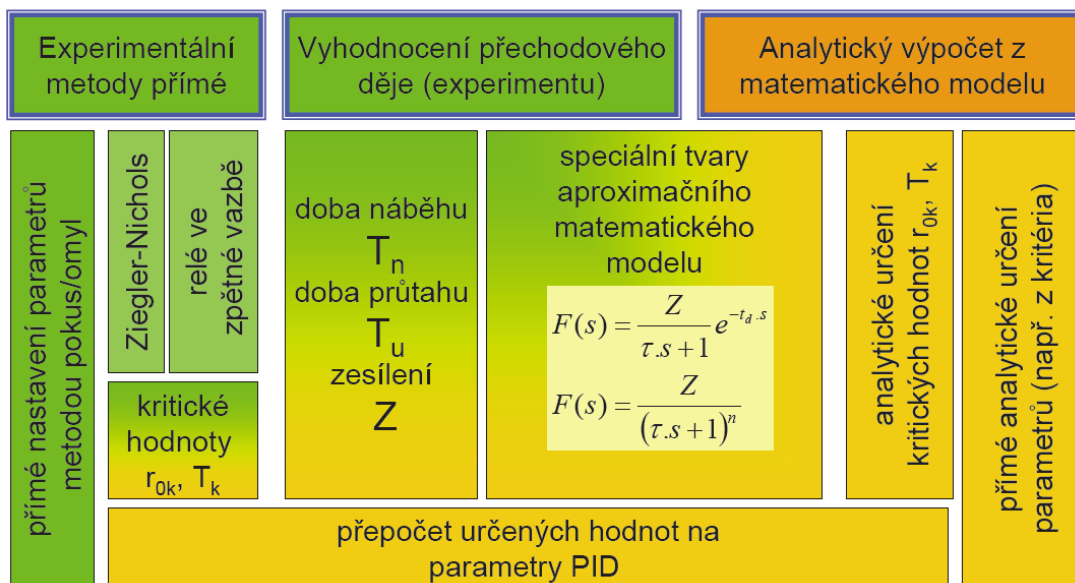 Experimentální
metody přímé
Vyhodnocení přechodového
děje (experimentu)
Analytický výpočet z
matematického modelu
přímé nastavení parametrů
metodou pokus/omyl
Ziegler-Nichols
relé ve
zpětné vazbě
kritické
hodnoty
r0k, Tk
doba náběhu
Tn
doba průtahu
Tu
zesílení
Z
speciální tvary
aproximačního
matematického
modelu
F(s) = Z / (τ.s + 1) e^(−td.s)
F(s) = Z / (τ.s + 1)^n
analytické určení
kritických hodnot r0k, Tk
přímé analytické určení
parametrů (např. z kritéria)
přepočet určených hodnot na
parametry PID